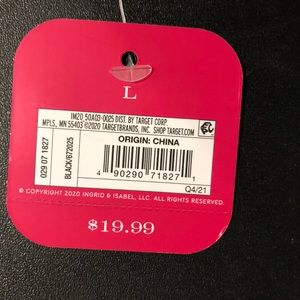 L
1M20 50A03-0025 DIST. BY TARGET CORP.
MPLS., MN 55403 ©2020 TARGETBRANDS, INC. SHOP TARGET.COM
029 07 1827
BLACK/672025
ORIGIN: CHINA
4 90290 71827 1
Q4/21
© COPYRIGHT 2020 INGRID & ISABEL, LLC. ALL RIGHTS RESERVED.
$19.99